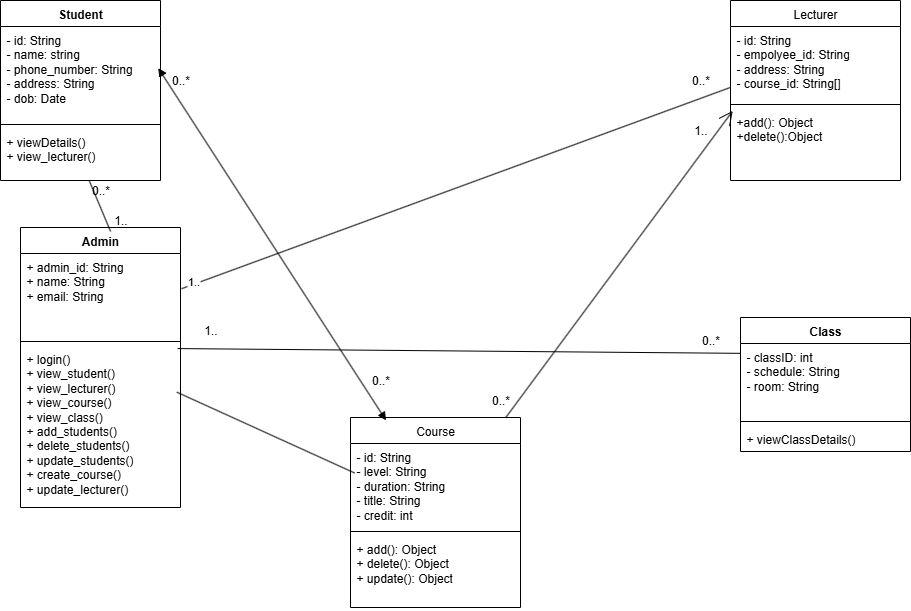 Student
- id: String
- name: string
- phone_number: String
- address: String
- dob: Date
+ viewDetails()
+ view_lecturer()
Lecturer
- id: String
- empolyee_id: String
- address: String
- course_id: String[]
+add(): Object
+delete():Object
0..*
0..*
1..
0..*
1..
Admin
+ admin_id: String
+ name: String
+ email: String
+ login()
+ view_student()
+ view_lecturer()
+ view_course()
+ view_class()
+ add_students()
+ delete_students()
+ update_students()
+ create_course()
+ update_lecturer()
1..
1..
0..*
Class
- classID: int
- schedule: String
- room: String
+ viewClassDetails()
0..*
0..*
Course
- id: String
- level: String
- duration: String
- title: String
- credit: int
+ add(): Object
+ delete(): Object
+ update(): Object